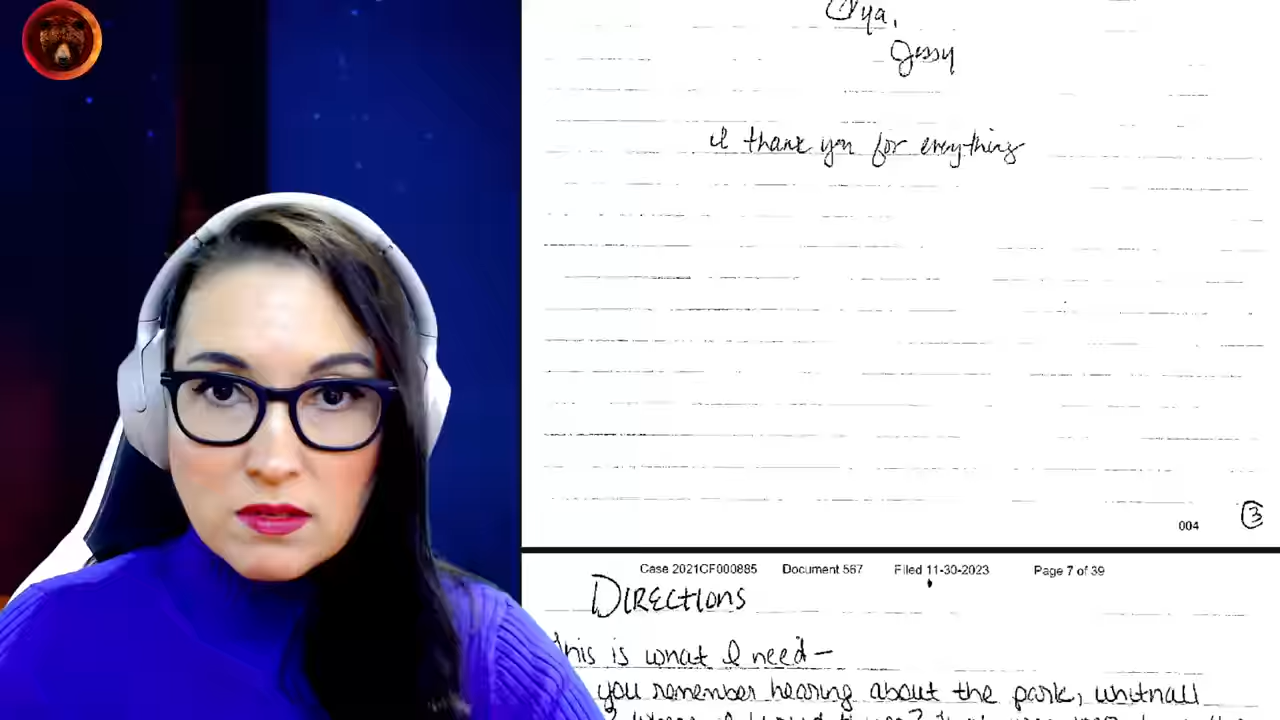 ya,
Jessy
I thank you for everything
004
3
Case 2021CF000885 Document 567 Filed 11-30-2023 Page 7 of 39
DIRECTIONS
This is what I need-
you remember hearing about the park, whitnall